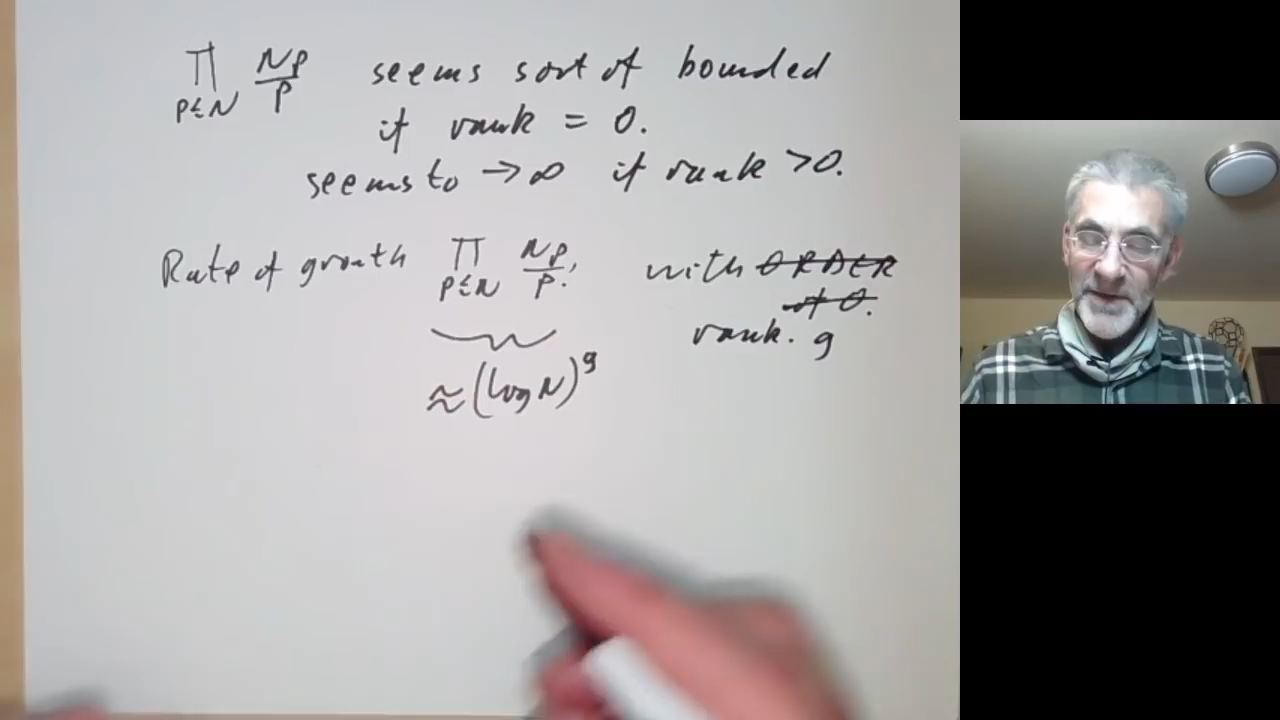 ∏ P≤N NP/P seems sort of bounded
if rank = 0.
seems to → ∞ if rank > 0.
Rate of growth ∏ P≤N NP/P. with ORDER
of 0.
rank. g
≈ (log N)^g